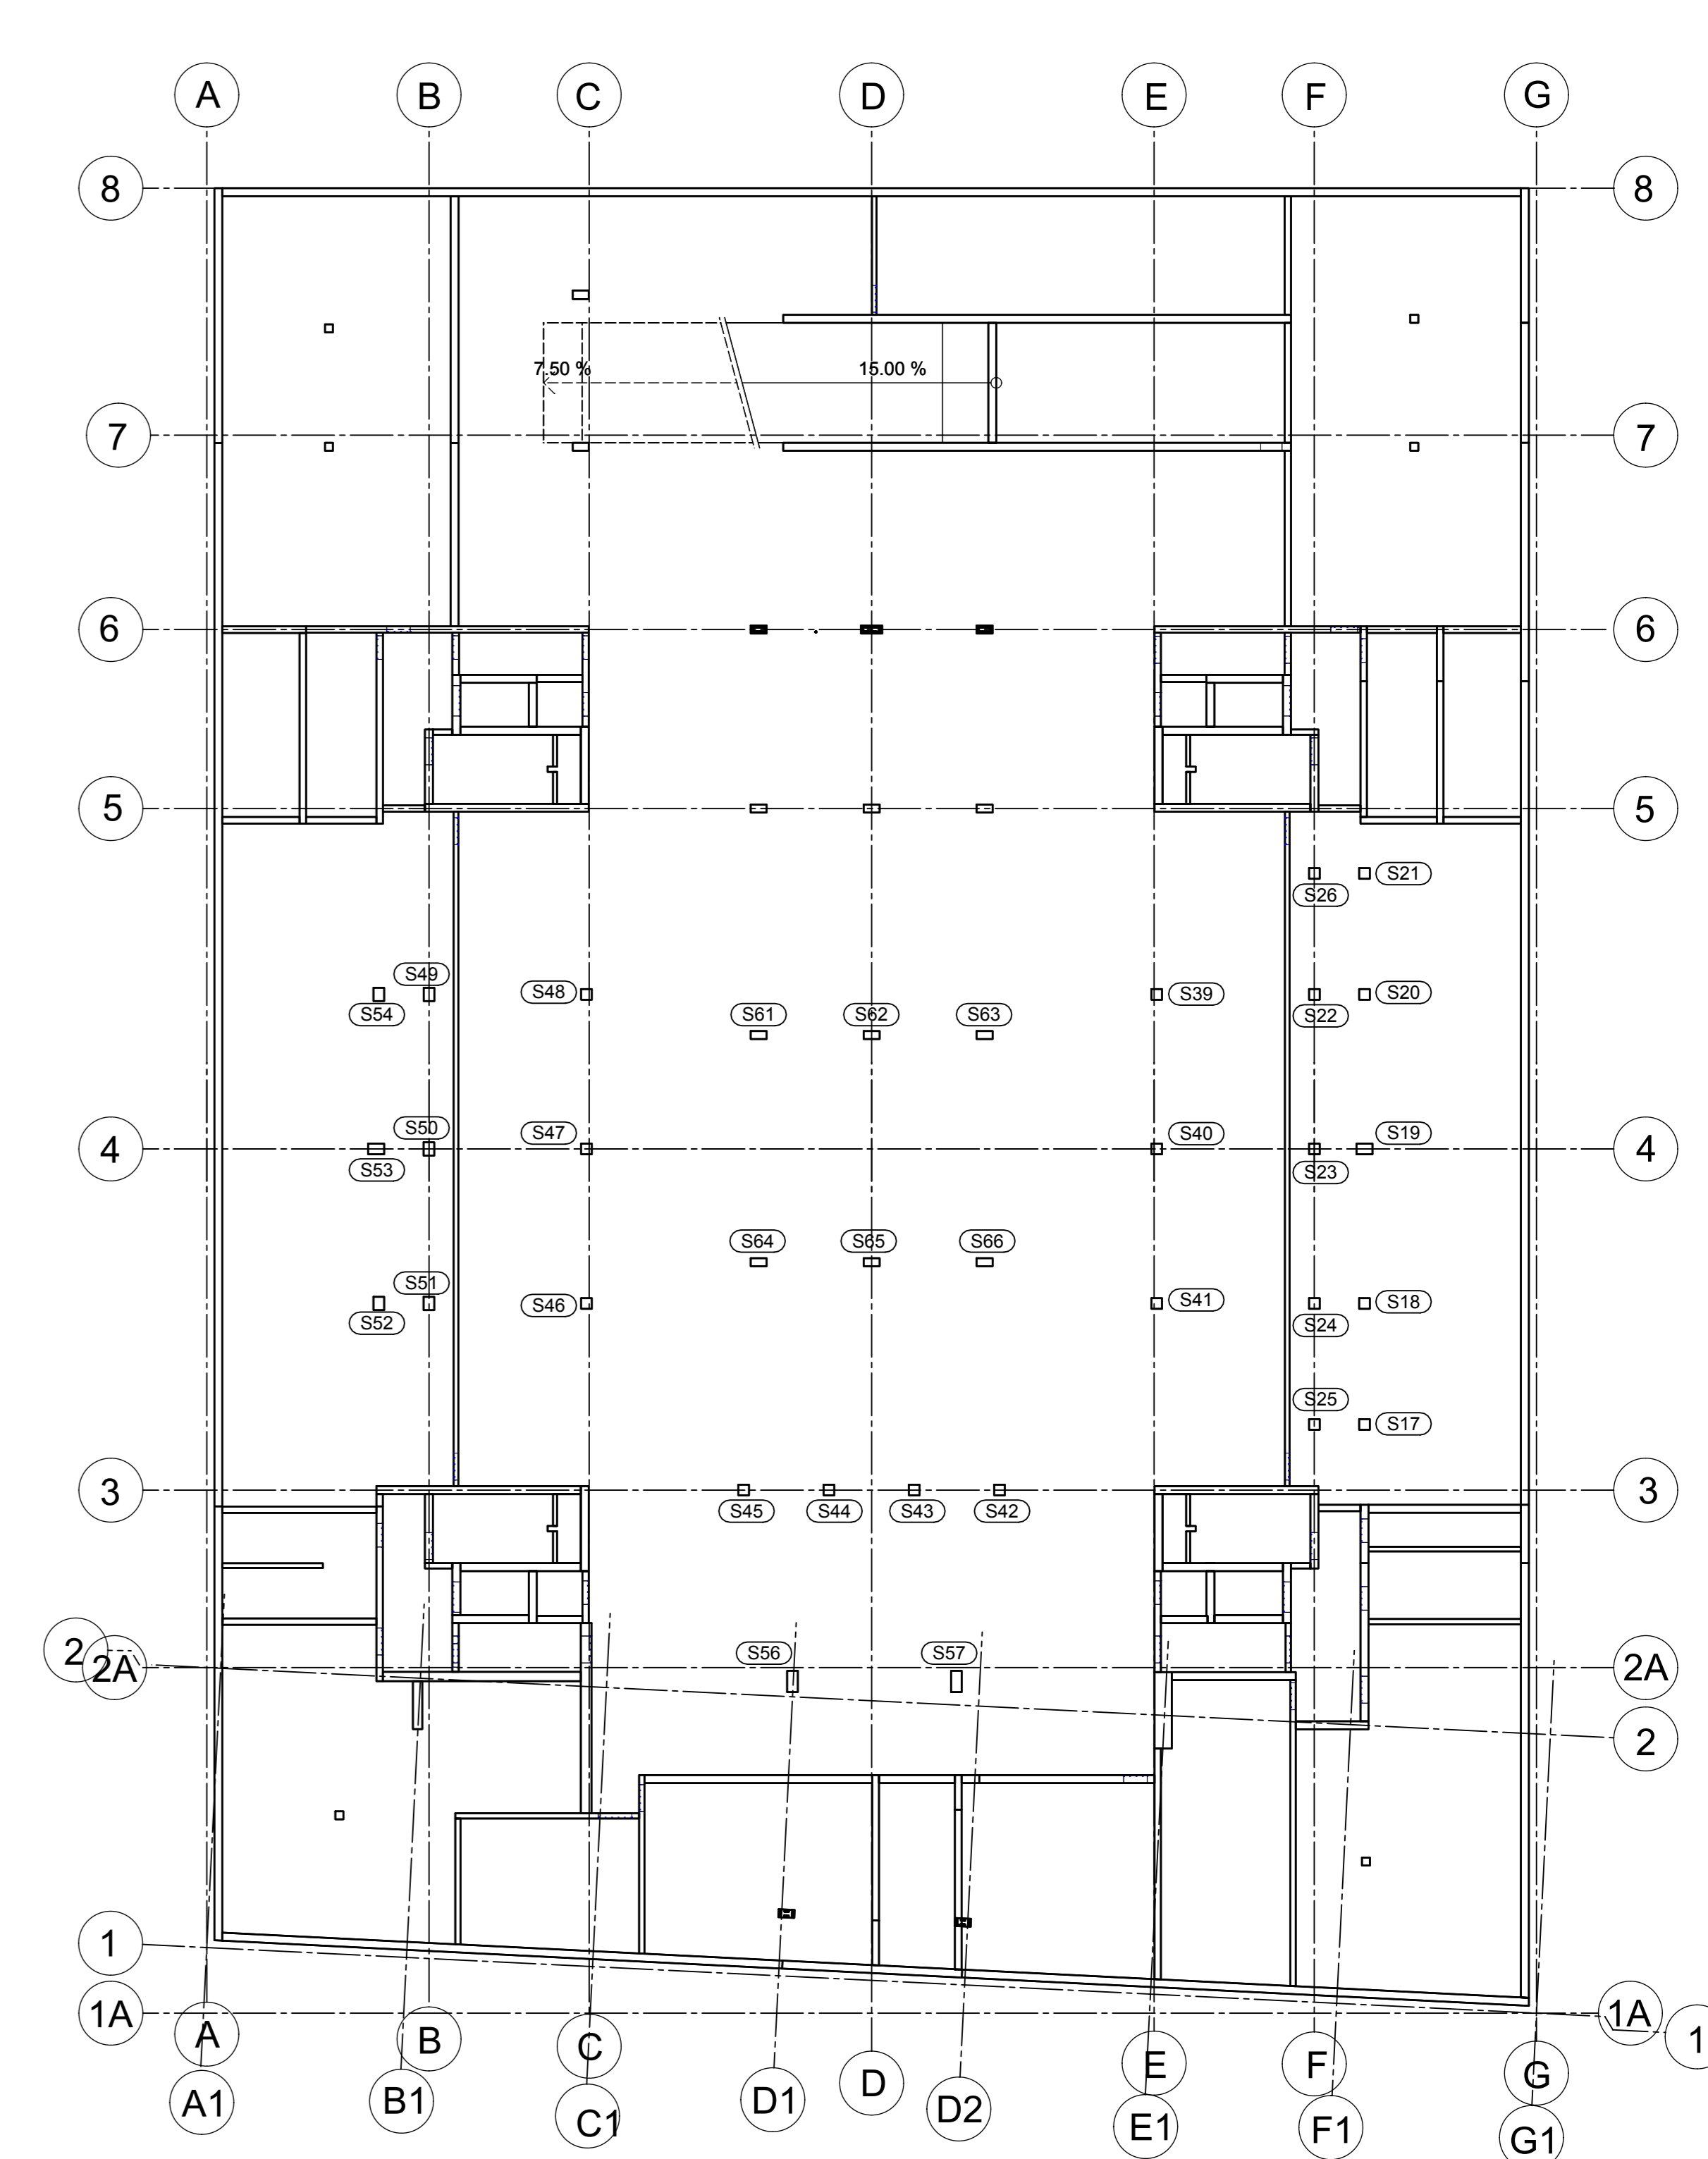 A B C D E F G
8 8
7.50 % 15.00 %
7 7
6 6
5 5
S21
S26
S49
S48 S39 S20
S54 S61 S62 S63 S22
S50 S47 S40 S19
4 4
S53 S23
S64 S65 S66
S51
S46 S41 S18
S52 S24
S25
S17
3 3
S45 S44 S43 S42
2 S56 S57
2A 2A
2
1
1A 1A
A B C D E F G 1
A1 B1 C1 D1 D2 E1 F1 G1